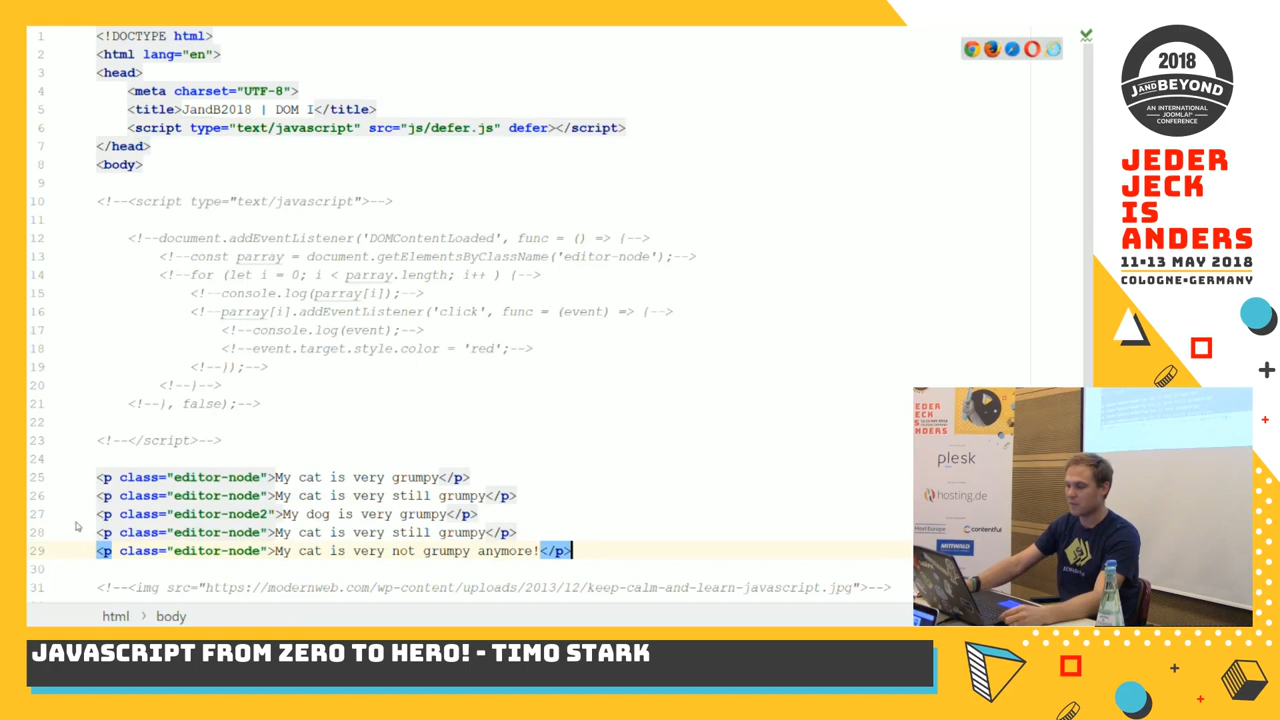 1 <!DOCTYPE html>
2 <html lang="en">
3 <head>
4 <meta charset="UTF-8">
5 <title>JandB2018 | DOM I</title>
6 <script type="text/javascript" src="js/defer.js" defer></script>
7 </head>
8 <body>
9
10 <!--<script type="text/javascript">-->
11
12 <!--document.addEventListener('DOMContentLoaded', func = () => {-->
13 <!--const parray = document.getElementsByClassName('editor-node');-->
14 <!--for (let i = 0; i < parray.length; i++ ) {-->
15 <!--console.log(parray[i]);-->
16 <!--parray[i].addEventListener('click', func = (event) => {-->
17 <!--console.log(event);-->
18 <!--event.target.style.color = 'red';-->
19 <!--});-->
20 <!--}-->
21 <!--}, false);-->
22
23 <!--</script>-->
24
25 <p class="editor-node">My cat is very grumpy</p>
26 <p class="editor-node">My cat is very still grumpy</p>
27 <p class="editor-node2">My dog is very grumpy</p>
28 <p class="editor-node">My cat is very still grumpy</p>
29 <p class="editor-node">My cat is very not grumpy anymore!</p>
30
31 <!--<img src="https://modernweb.com/wp-content/uploads/2013/12/keep-calm-and-learn-javascript.jpg">-->
html > body
2018
J AND BEYOND
AN INTERNATIONAL
JOOMLA! CONFERENCE
JEDER
JECK
IS
ANDERS
11-13 MAY 2018
COLOGNE•GERMANY
JEDER
JECK
IS
ANDERS
plesk
hosting.de
Host Europe
contentful
MITTWALD
JAVASCRIPT FROM ZERO TO HERO! - TIMO STARK